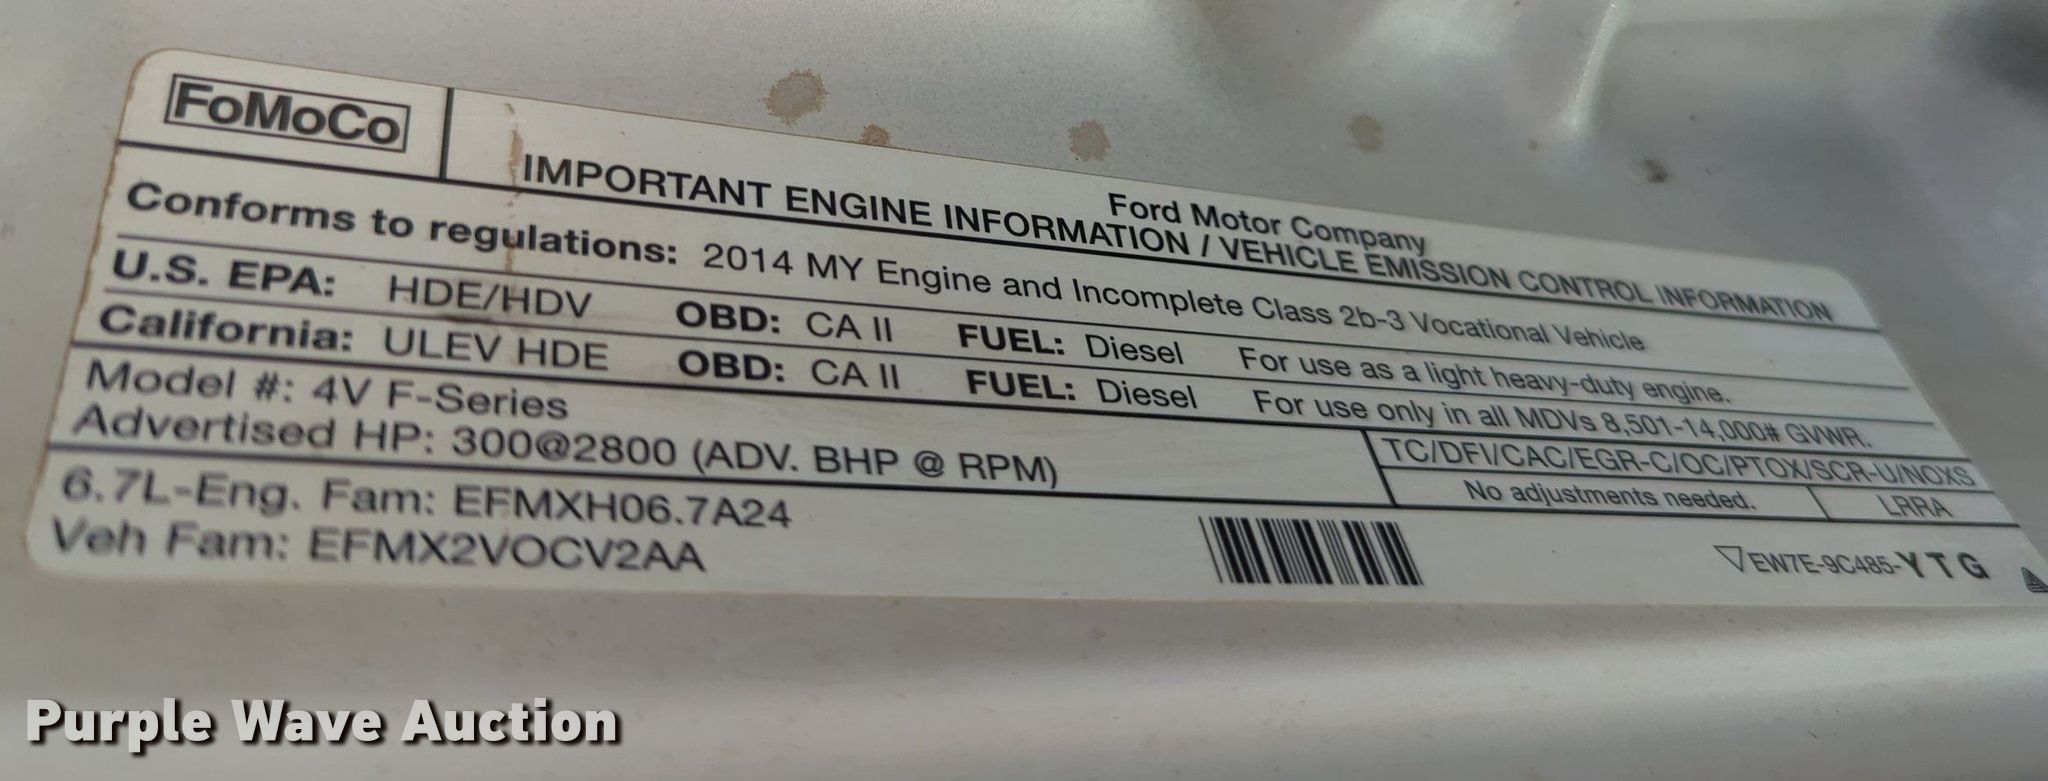 FoMoCo
Ford Motor Company
IMPORTANT ENGINE INFORMATION / VEHICLE EMISSION CONTROL INFORMATION
Conforms to regulations: 2014 MY Engine and Incomplete Class 2b-3 Vocational Vehicle
U.S. EPA: HDE/HDV OBD: CA II FUEL: Diesel For use as a light heavy-duty engine.
California: ULEV HDE OBD: CA II FUEL: Diesel For use only in all MDVs 8,501-14,000# GVWR.
Model #: 4V F-Series
TC/DFI/CAC/EGR-C/OC/PTOX/SCR-U/NOXS
Advertised HP: 300@2800 (ADV. BHP @ RPM)
No adjustments needed. LRRA
6.7L-Eng. Fam: EFMXH06.7A24
Veh Fam: EFMX2VOCV2AA
EW7E-9C485-YTG
Purple Wave Auction